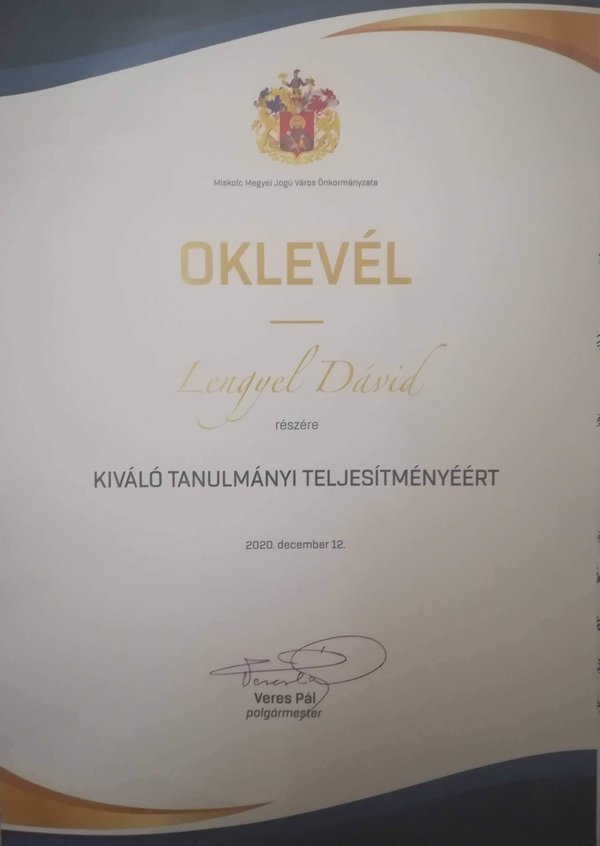 Miskolc Megyei Jogú Város Önkormányzata
OKLEVÉL
Lengyel Dávid
részére
KIVÁLÓ TANULMÁNYI TELJESÍTMÉNYÉÉRT
2020. december 12.
Veres Pál
polgármester